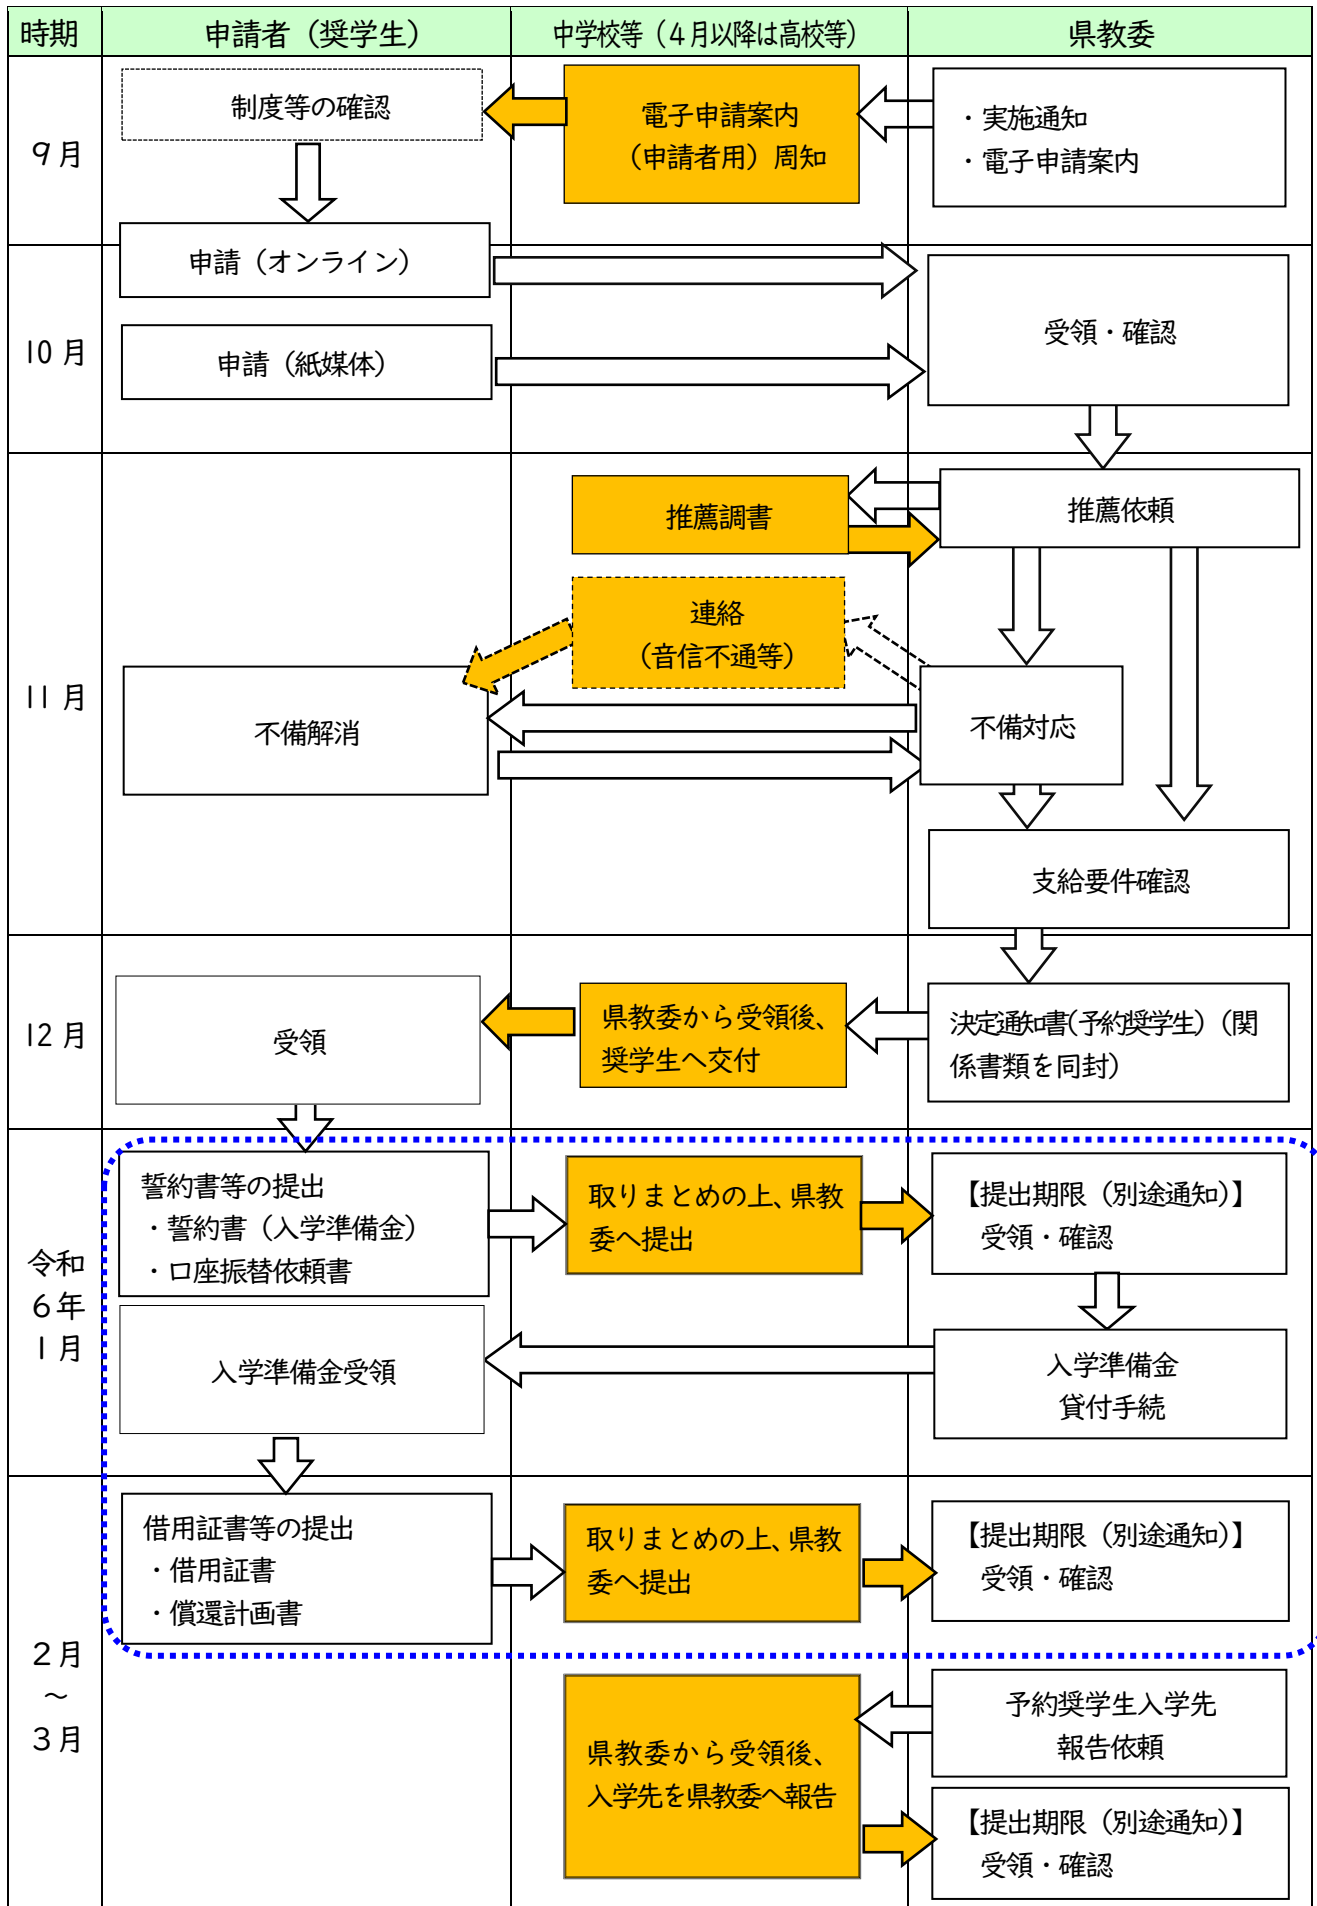 時期
申請者（奨学生）
中学校等（４月以降は高校等）
県教委
９月
制度等の確認
電子申請案内
（申請者用）周知
・実施通知
・電子申請案内
申請（オンライン）
10月
受領・確認
申請（紙媒体）
11月
推薦調書
推薦依頼
連絡
（音信不通等）
不備解消
不備対応
支給要件確認
12月
受領
県教委から受領後、
奨学生へ交付
決定通知書(予約奨学生)（関
係書類を同封）
令和
６年
１月
誓約書等の提出
・誓約書（入学準備金）
・口座振替依頼書
取りまとめの上、県教
委へ提出
【提出期限（別途通知）】
受領・確認
入学準備金受領
入学準備金
貸付手続
２月
～
３月
借用証書等の提出
・借用証書
・償還計画書
取りまとめの上、県教
委へ提出
【提出期限（別途通知）】
受領・確認
県教委から受領後、
入学先を県教委へ報告
予約奨学生入学先
報告依頼
【提出期限（別途通知）】
受領・確認